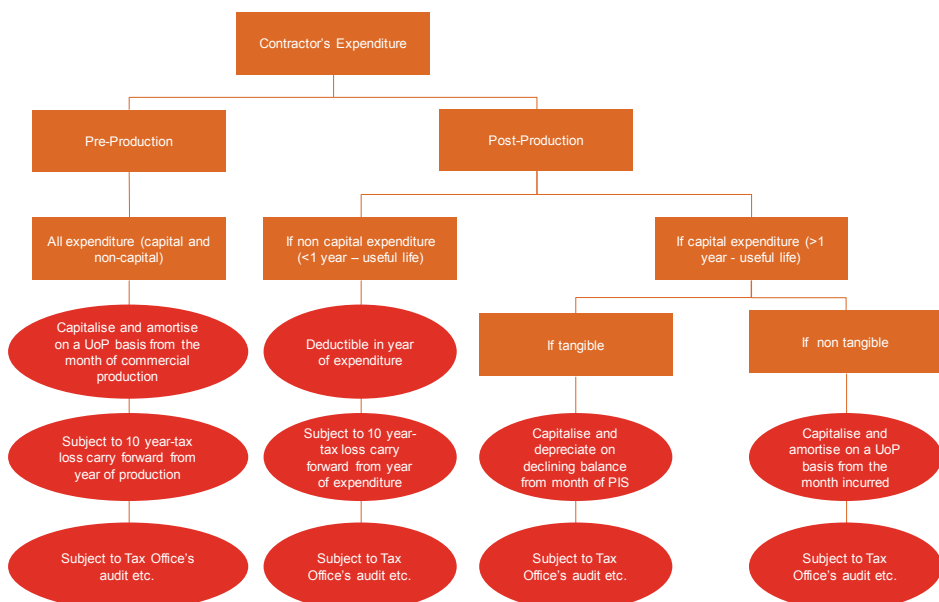 Contractor's Expenditure
Pre-Production
Post-Production
All expenditure (capital and
non-capital)
If non capital expenditure
(<1 year – useful life)
If capital expenditure (>1
year - useful life)
Capitalise and amortise
on a UoP basis from the
month of commercial
production
Deductible in year
of expenditure
If tangible
If non tangible
Subject to 10 year-tax
loss carry forward from
year of production
Subject to 10 year-
tax loss carry
forward from year
of expenditure
Capitalise and
depreciate on
declining balance
from month of PIS
Capitalise and
amortise on a UoP
basis from the
month incurred
Subject to Tax Office's
audit etc.
Subject to Tax
Office's audit etc.
Subject to Tax
Office's audit etc.
Subject to Tax
Office's audit etc.